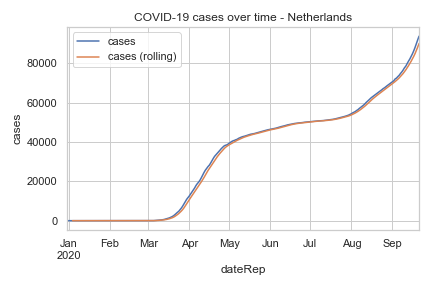 COVID-19 cases over time - Netherlands
cases
cases (rolling)
80000
60000
40000
20000
0
cases
Jan Feb Mar Apr May Jun Jul Aug Sep
2020
dateRep